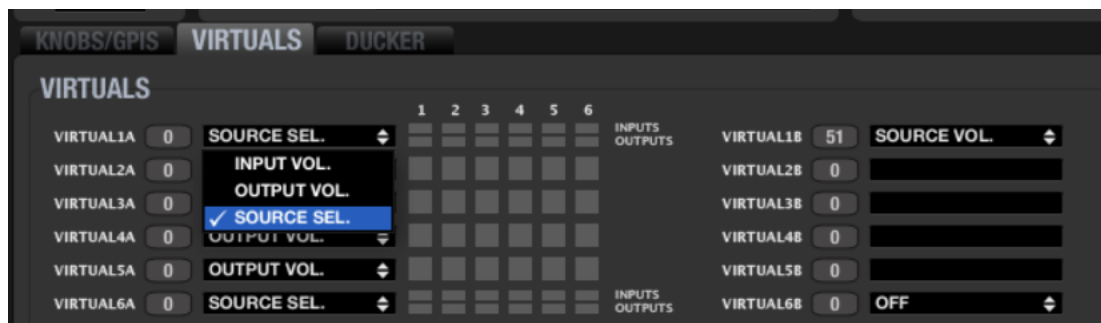 KNOBS/GPIS VIRTUALS DUCKER
VIRTUALS
1 2 3 4 5 6
VIRTUAL1A 0 SOURCE SEL. INPUTS OUTPUTS VIRTUAL1B 51 SOURCE VOL.
VIRTUAL2A 0 INPUT VOL. VIRTUAL2B 0
OUTPUT VOL.
VIRTUAL3A 0 ✓ SOURCE SEL. VIRTUAL3B 0
VIRTUAL4A 0 OUTPUT VOL. VIRTUAL4B 0
VIRTUAL5A 0 OUTPUT VOL. VIRTUAL5B 0
VIRTUAL6A 0 SOURCE SEL. INPUTS OUTPUTS VIRTUAL6B 0 OFF